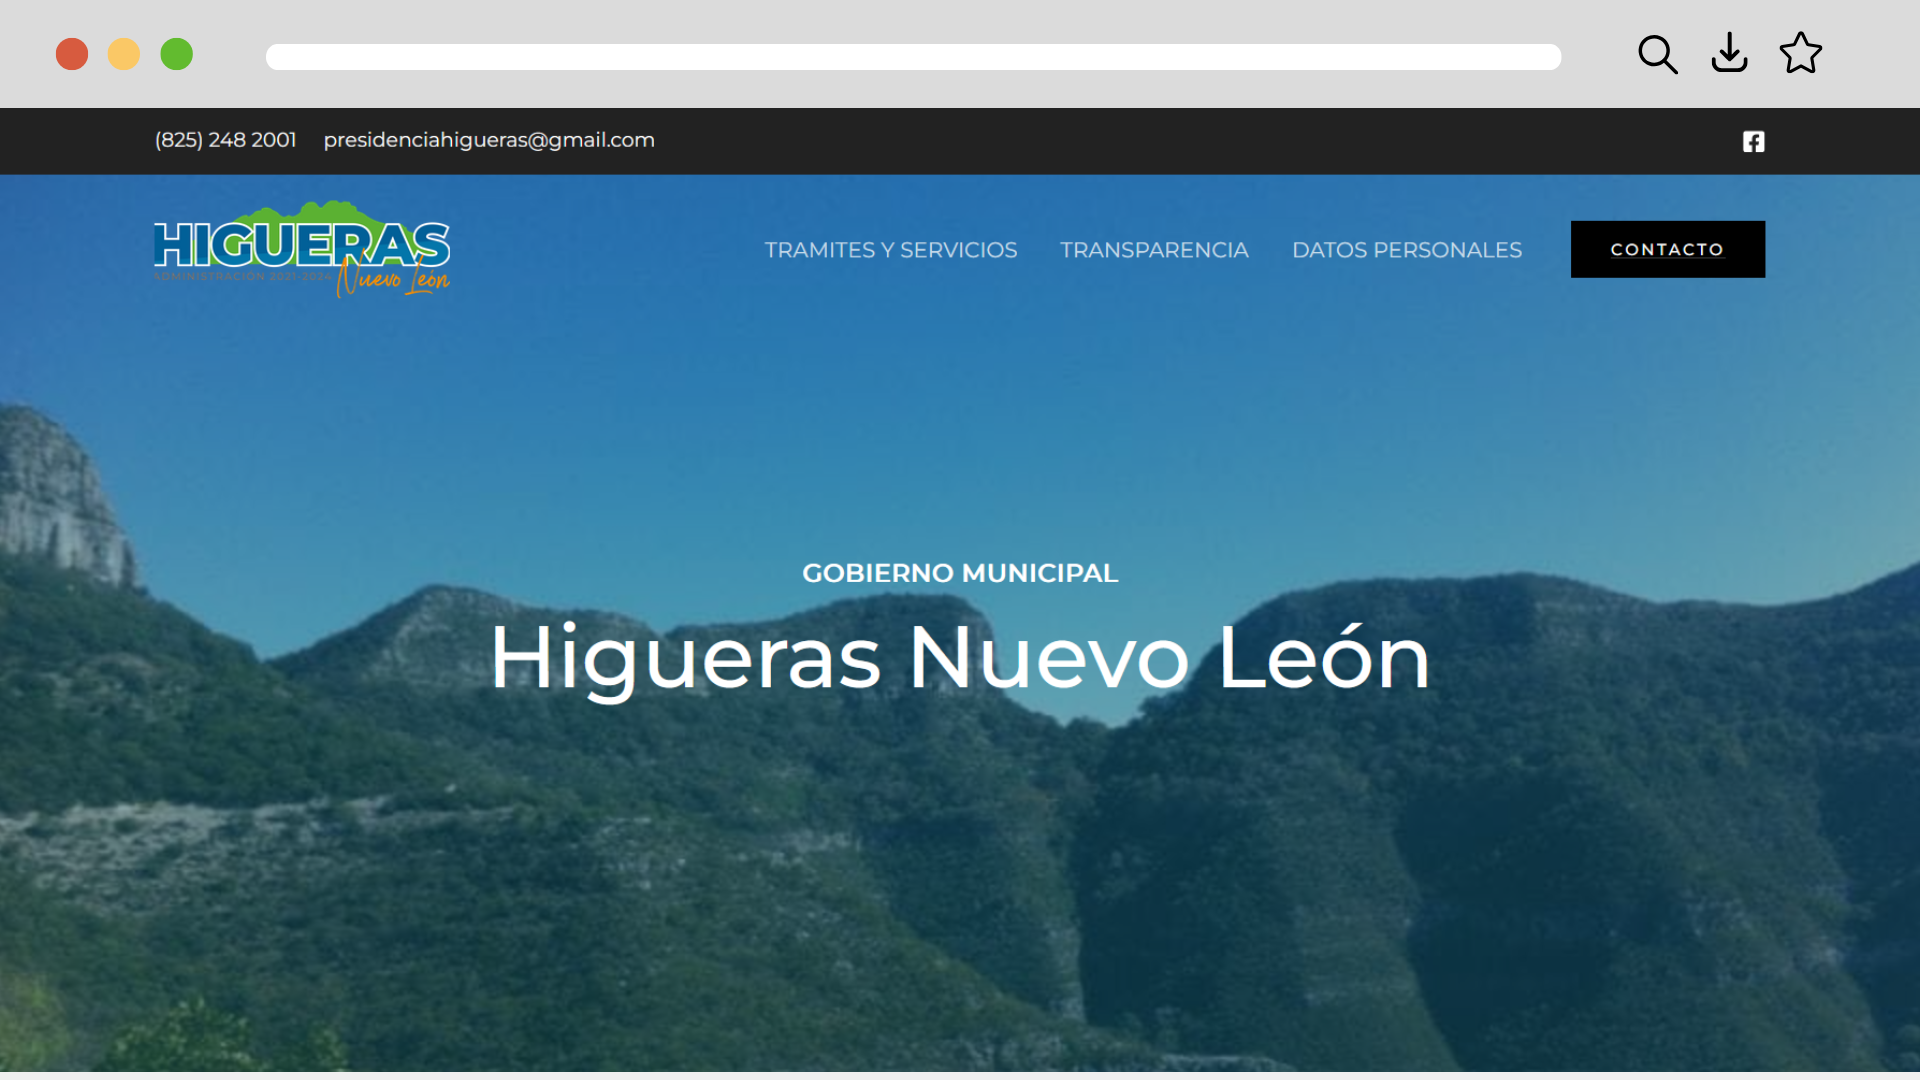 (825) 248 2001 presidenciahigueras@gmail.com
HIGUERAS
ADMINISTRACIÓN 2021-2024
Nuevo León
TRAMITES Y SERVICIOS TRANSPARENCIA DATOS PERSONALES CONTACTO
GOBIERNO MUNICIPAL
Higueras Nuevo León